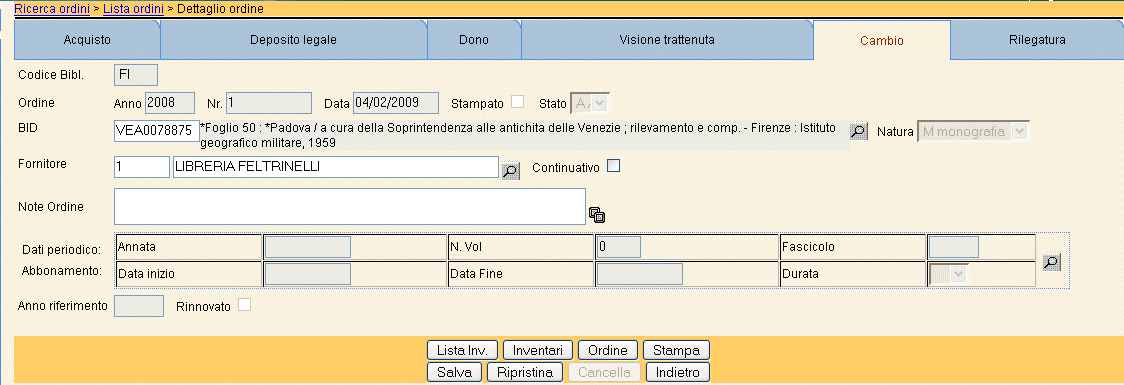 Ricerca ordini > Lista ordini > Dettaglio ordine
Acquisto Deposito legale Dono Visione trattenuta Cambio Rilegatura
Codice Bibl. FI
Ordine Anno 2008 Nr. 1 Data 04/02/2009 Stampato Stato A
BID VEA0078875 *Foglio 50 : *Padova / a cura della Soprintendenza alle antichita delle Venezie ; rilevamento e comp. - Firenze : Istituto Natura M monografia
geografico militare, 1959
Fornitore 1 LIBRERIA FELTRINELLI Continuativo
Note Ordine
Dati periodico: Annata N. Vol 0 Fascicolo
Abbonamento: Data inizio Data Fine Durata
Anno riferimento Rinnovato
Lista Inv. Inventari Ordine Stampa
Salva Ripristina Cancella Indietro